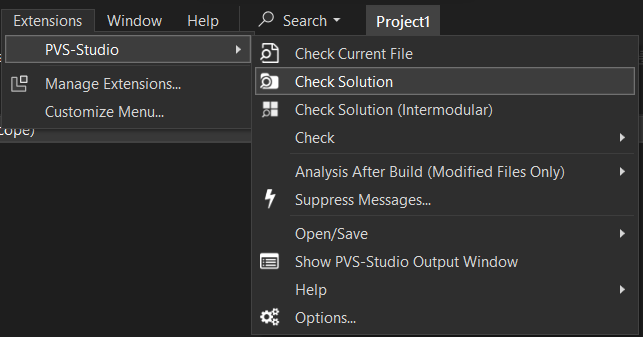 Extensions Window Help Search Project1
PVS-Studio
Manage Extensions...
Customize Menu...
cope)
Check Current File
Check Solution
Check Solution (Intermodular)
Check
Analysis After Build (Modified Files Only)
Suppress Messages...
Open/Save
Show PVS-Studio Output Window
Help
Options...